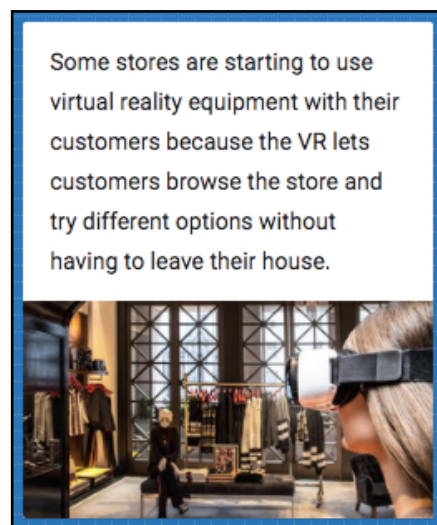 Some stores are starting to use
virtual reality equipment with their
customers because the VR lets
customers browse the store and
try different options without
having to leave their house.